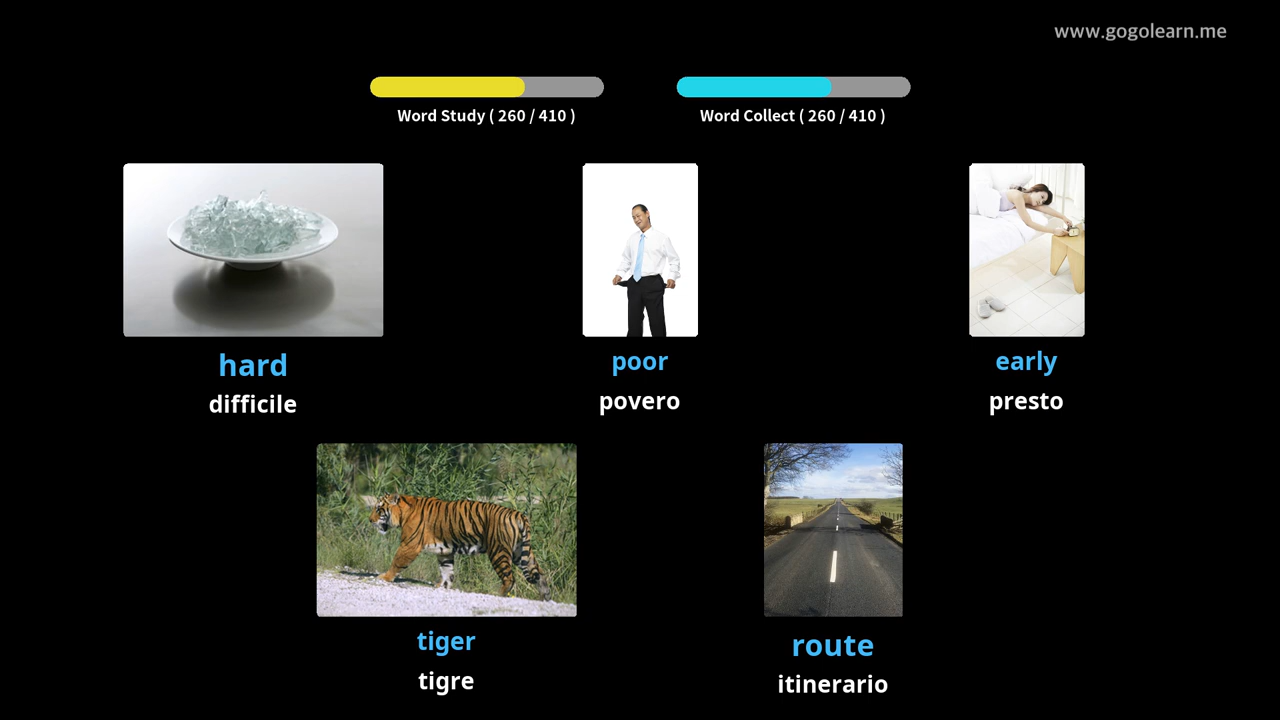 www.gogolearn.me
Word Study ( 260 / 410 )
Word Collect ( 260 / 410 )
hard
difficile
poor
povero
early
presto
tiger
tigre
route
itinerario